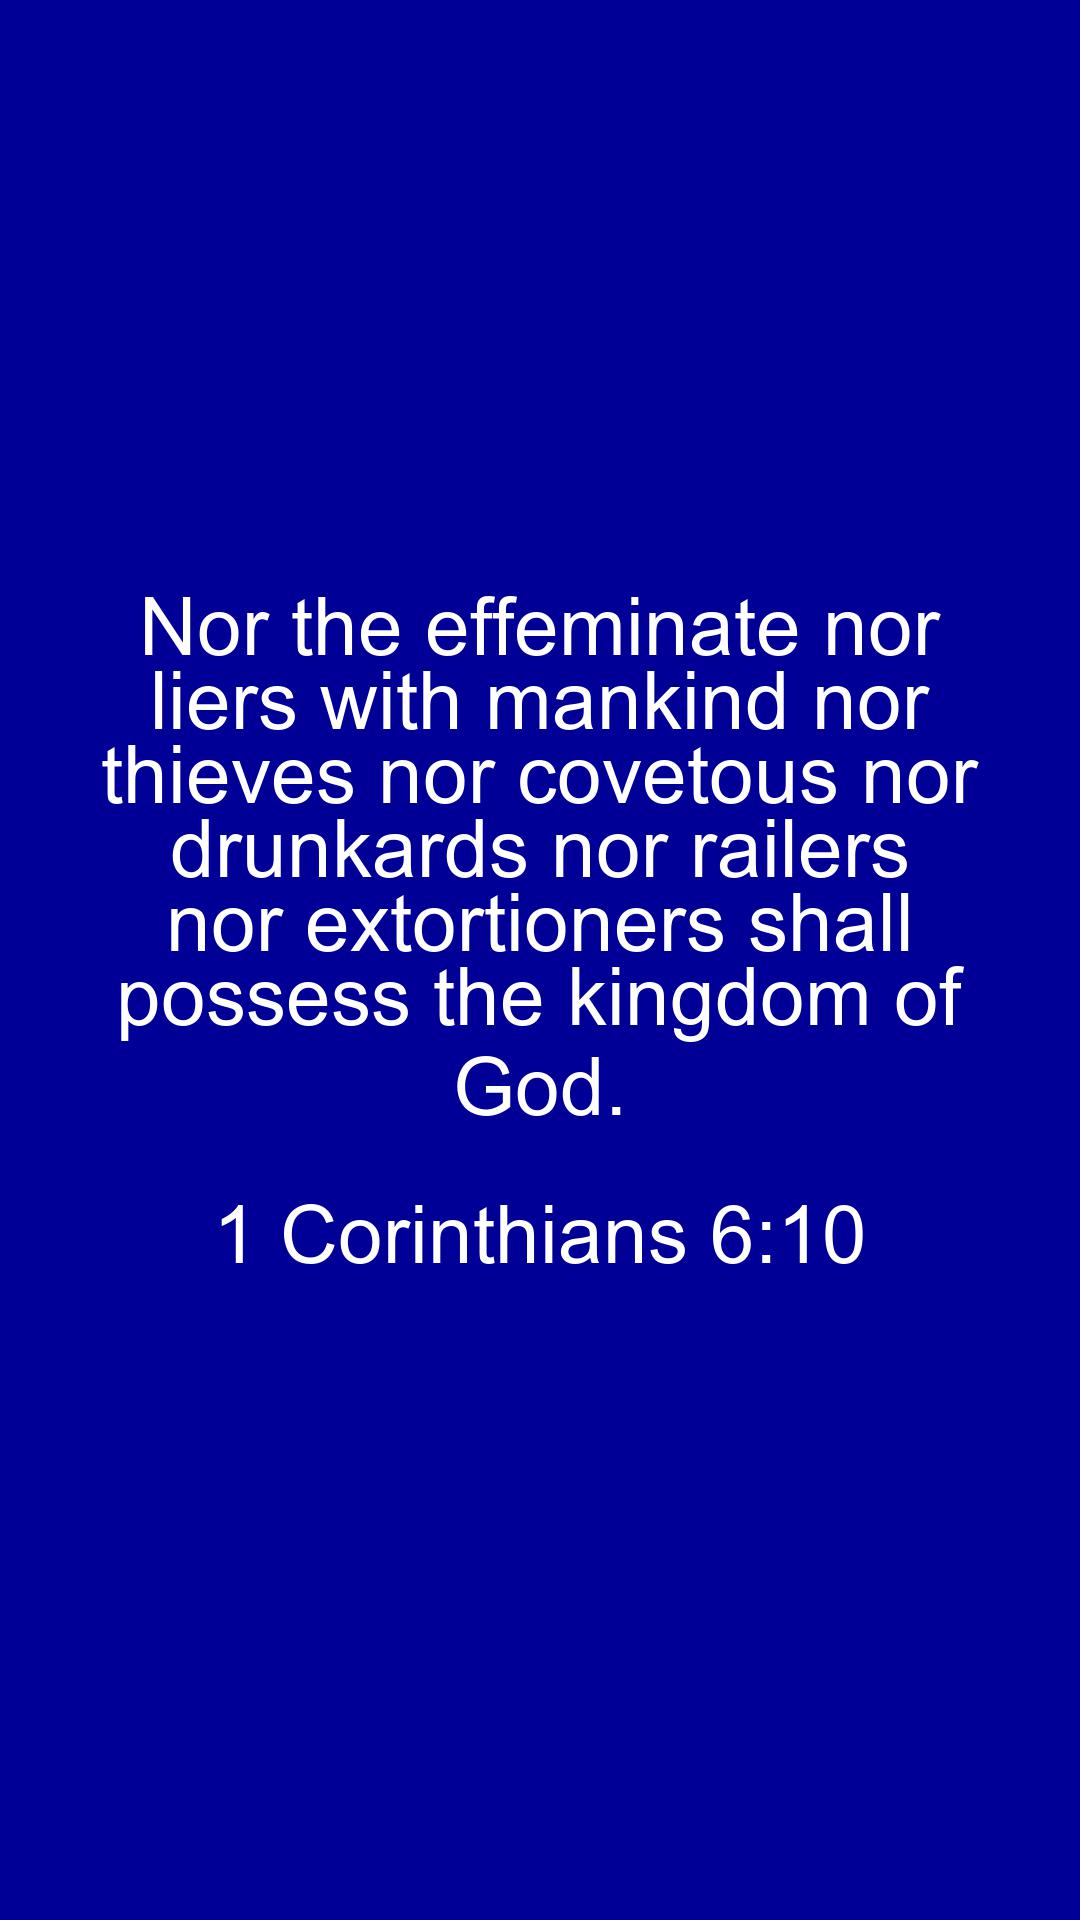 Nor the effeminate nor
liers with mankind nor
thieves nor covetous nor
drunkards nor railers
nor extortioners shall
possess the kingdom of
God.
1 Corinthians 6:10